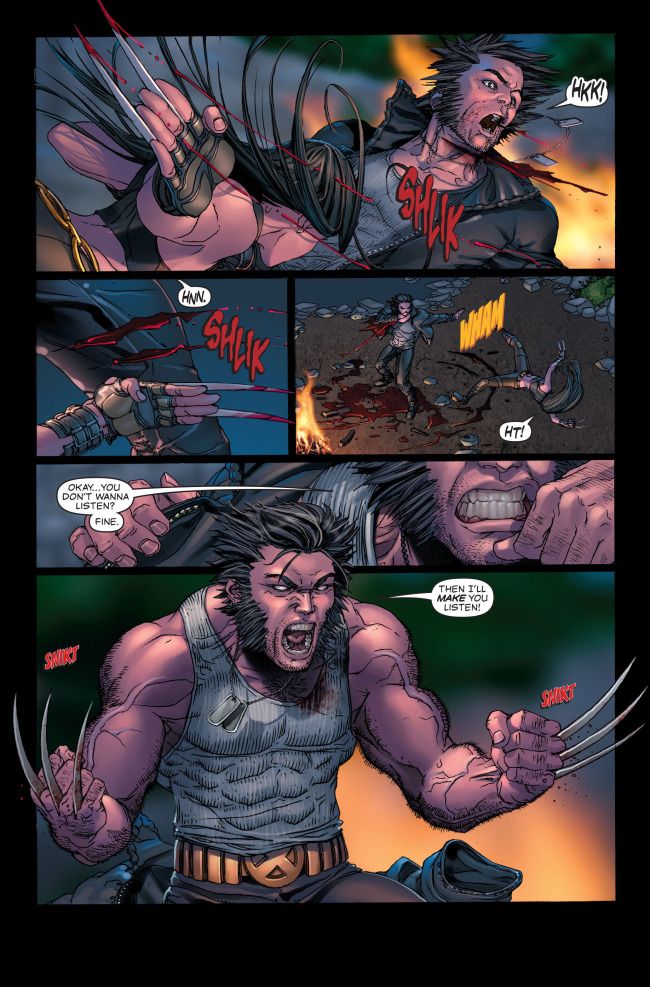 HKK!
SHLIK
HNN.
SHLIK
WHAM
HT!
OKAY...YOU
DON'T WANNA
LISTEN?
FINE.
THEN I'LL
MAKE YOU
LISTEN!
SNIKT
SNIKT